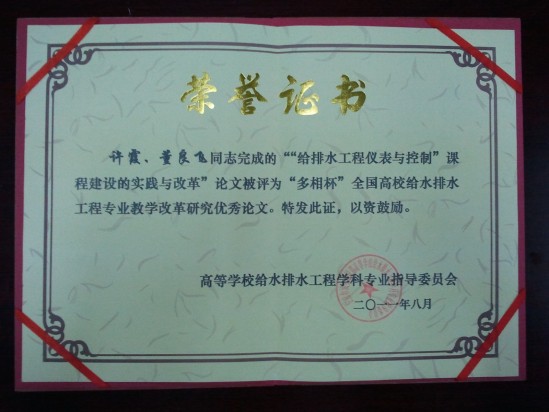 荣誉证书
许霞、董良飞同志完成的““给排水工程仪表与控制”课
程建设的实践与改革”论文被评为“多相杯”全国高校给水排水
工程专业教学改革研究优秀论文。特发此证，以资鼓励。
高等学校给水排水工程学科专业指导委员会
二〇一一年八月